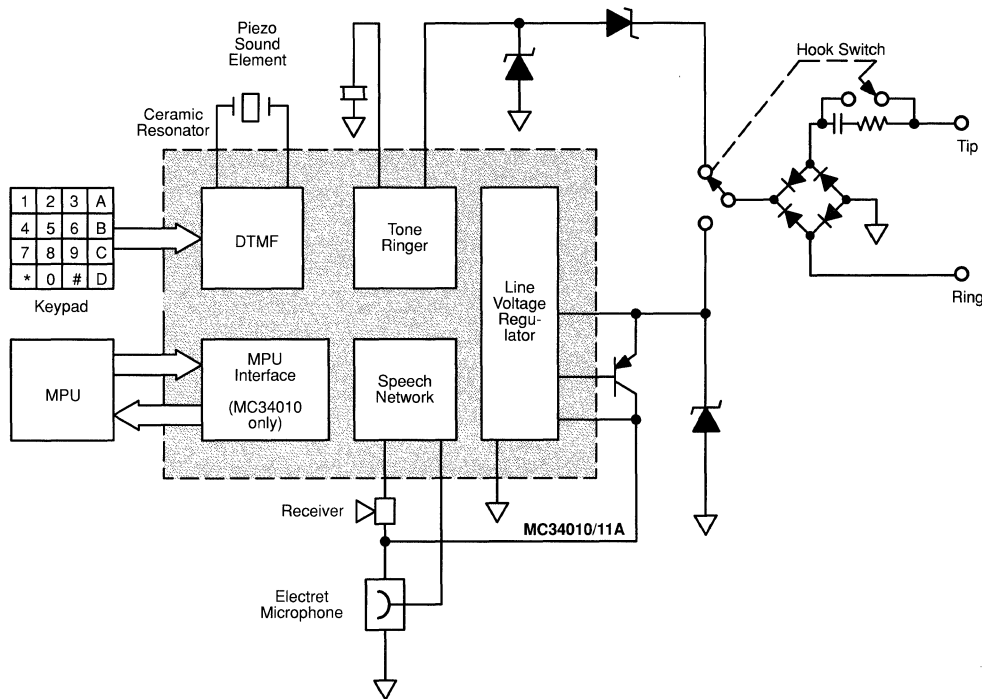 Piezo
Sound
Element
Hook Switch
Ceramic
Resonator
Tip
1 2 3 A
4 5 6 B
7 8 9 C
* 0 # D
Keypad
DTMF
Tone
Ringer
Line
Voltage
Regu-
lator
Ring
MPU
MPU
Interface
(MC34010
only)
Speech
Network
Receiver
MC34010/11A
Electret
Microphone